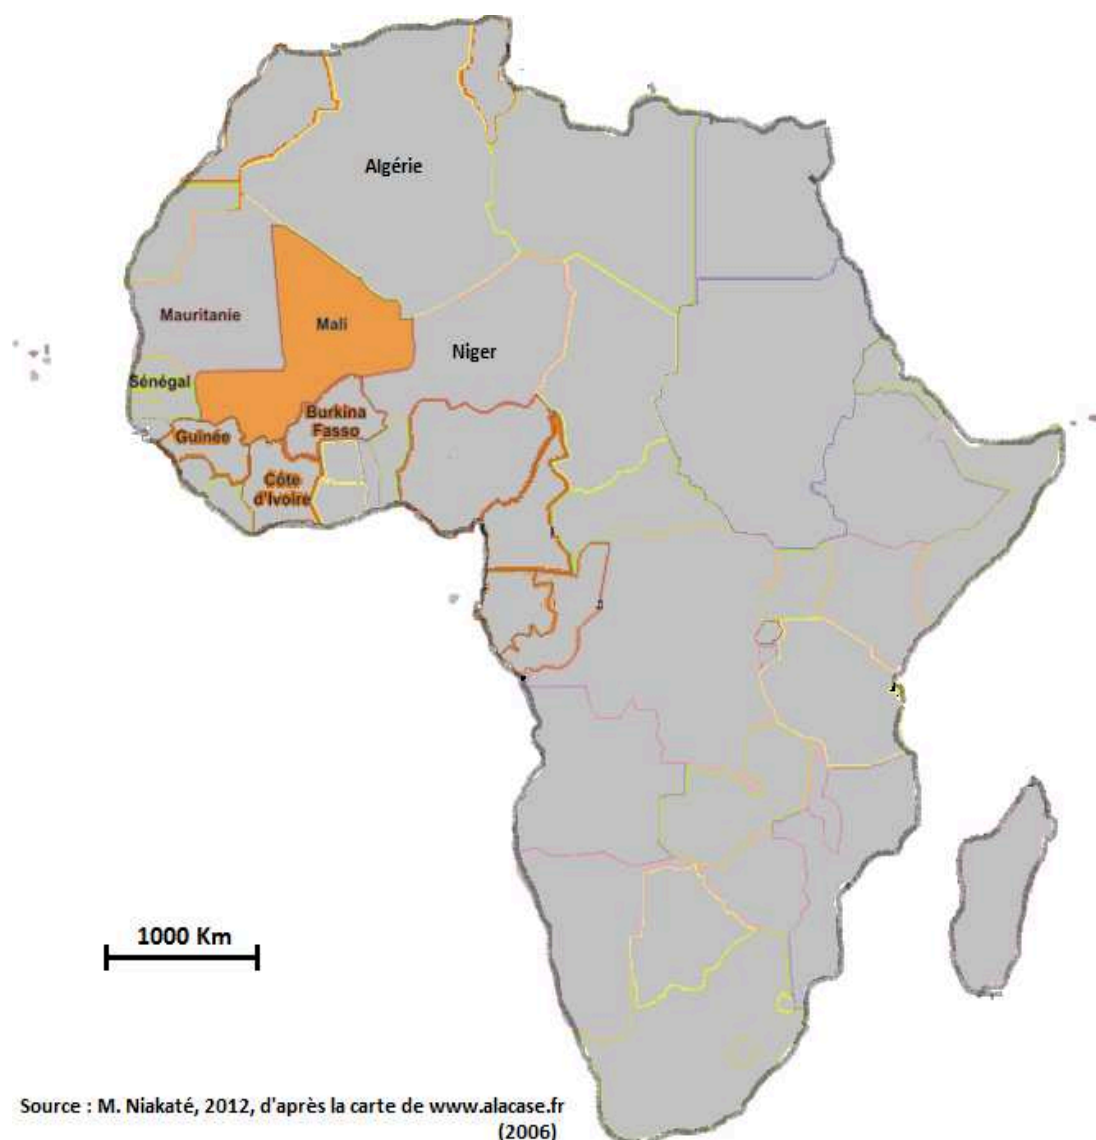 Algérie
Mauritanie
Mali
Niger
Sénégal
Burkina
Fasso
Guinée
Côte
d'Ivoire
1000 Km
Source : M. Niakaté, 2012, d'après la carte de www.alacase.fr
(2006)